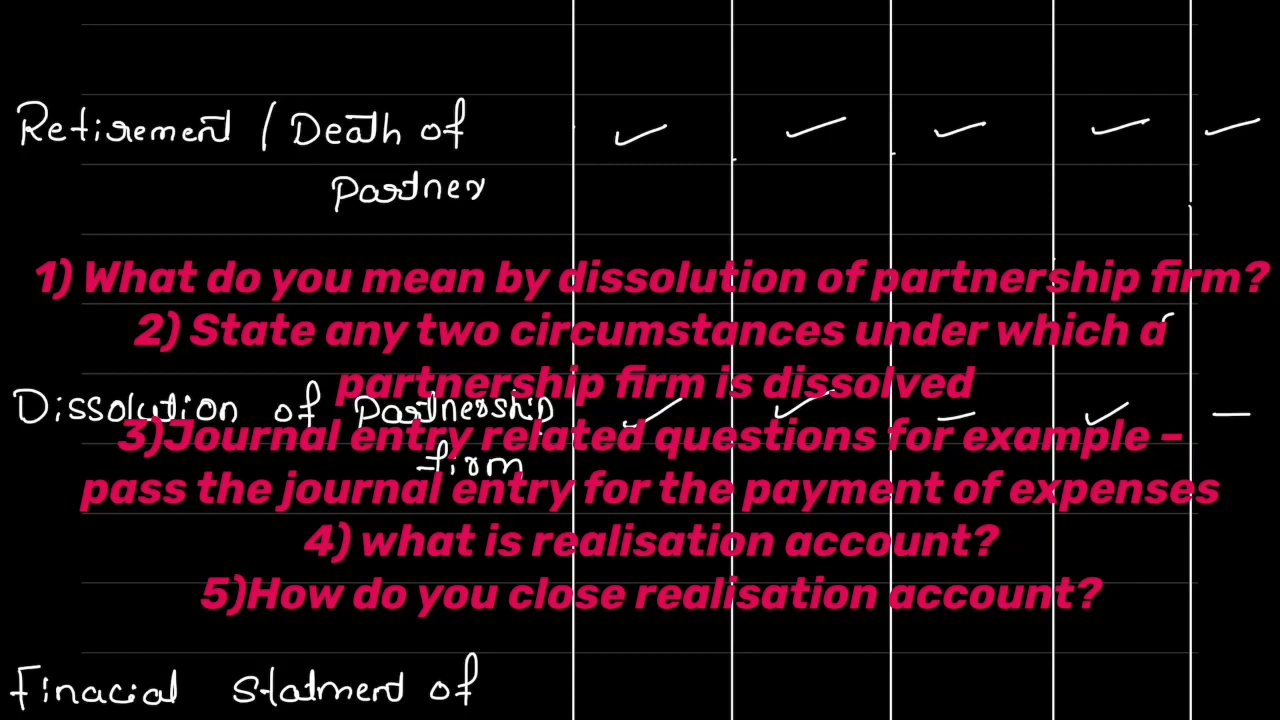 Retirement / Death of
Partner
1) What do you mean by dissolution of partnership firm?
2) State any two circumstances under which a
partnership firm is dissolved
Dissolution of Partnership
firm
3)Journal entry related questions for example -
pass the journal entry for the payment of expenses
4) what is realisation account?
5)How do you close realisation account?
Finacial statment of